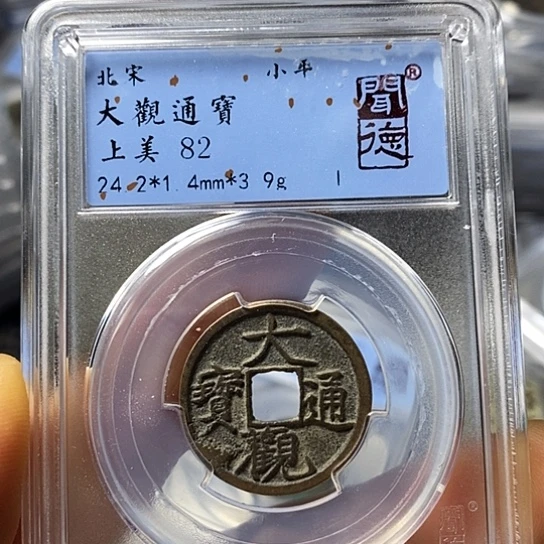 北宋 小平
大觀通寶
上美 82
24.2*1.4mm*3.9g 1
聞德®
大觀通寶